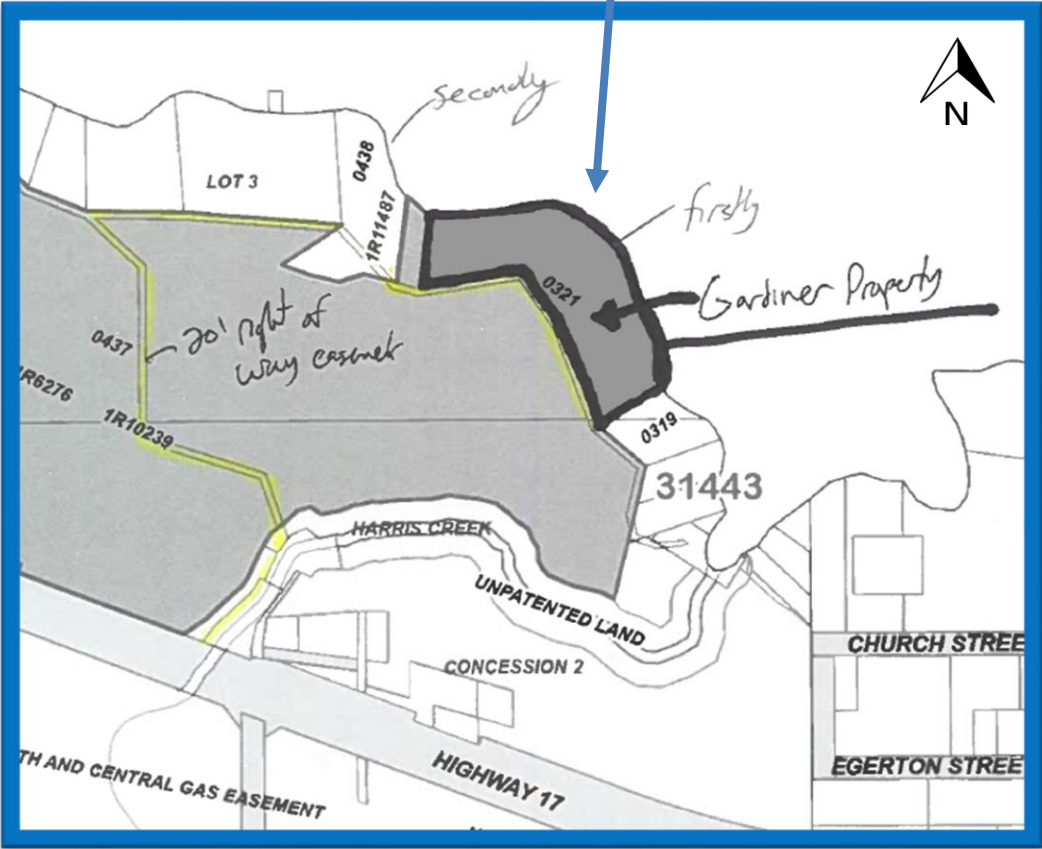 secondly
N
0438
LOT 3
1R11487
firstly
0321
Gardiner Property
20' right of
way easment
0437
1R6276
1R10239
0319
31443
HARRIS CREEK
UNPATENTED LAND
CHURCH STREE
CONCESSION 2
HIGHWAY 17
EGERTON STREE
TH AND CENTRAL GAS EASEMENT